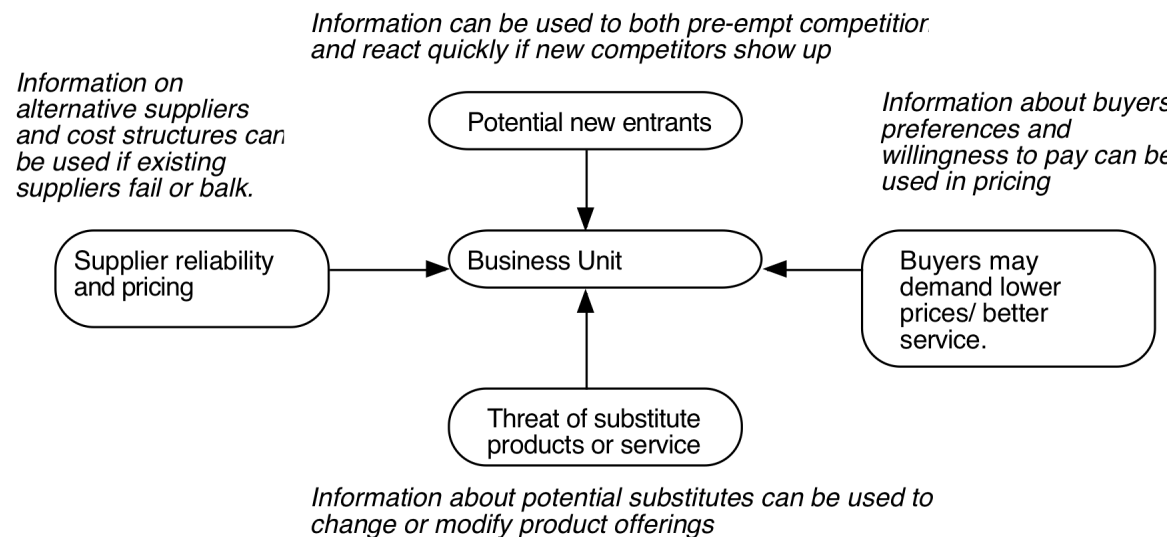 Information can be used to both pre-empt competition
and react quickly if new competitors show up
Information on
alternative suppliers
and cost structures can
be used if existing
suppliers fail or balk.
Potential new entrants
Information about buyers
preferences and
willingness to pay can be
used in pricing
Supplier reliability
and pricing
Business Unit
Buyers may
demand lower
prices/ better
service.
Threat of substitute
products or service
Information about potential substitutes can be used to
change or modify product offerings